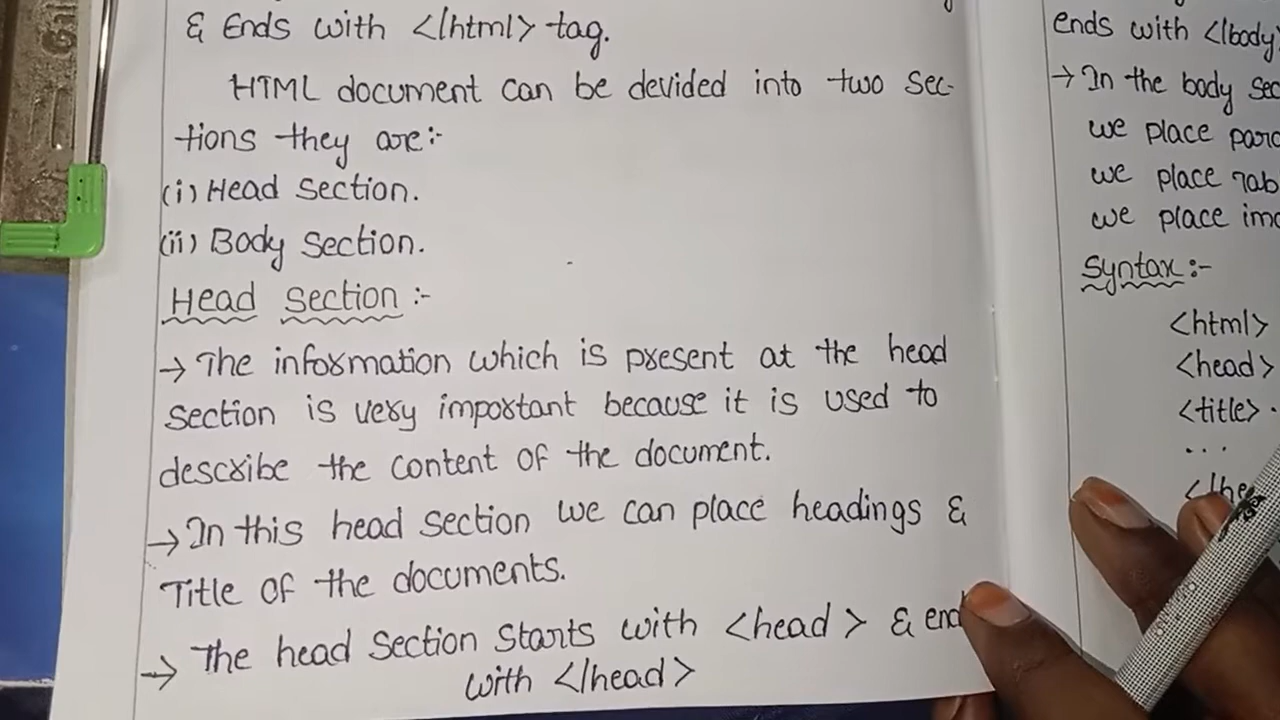 & Ends with </html> tag.
HTML document can be devided into two sec-
tions they are:-
(i) Head Section.
(ii) Body Section.
Head Section :-
→ The information which is present at the head
section is very important because it is used to
describe the content of the document.
→ In this head section we can place headings &
Title of the documents.
→ The head Section Starts with <head> & end
with </head>
ends with </body>
→ In the body sec
we place para
we place
we place
Syntax:-
<html>
<head>
<title>
...
</he